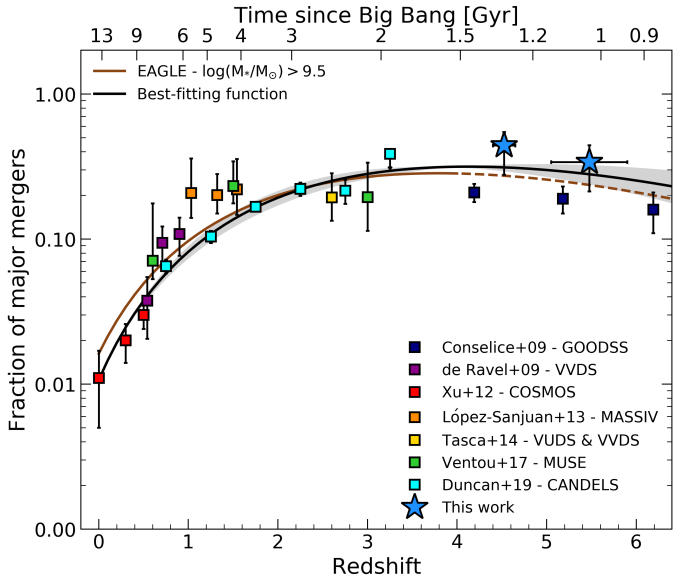 Time since Big Bang [Gyr]
13 9 6 5 4 3 2 1.5 1.2 1 0.9
EAGLE - log(M*/M⊙) > 9.5
Best-fitting function
1.00
0.10
0.01
0.00
Fraction of major mergers
Conselice+09 - GOODSS
de Ravel+09 - VVDS
Xu+12 - COSMOS
López-Sanjuan+13 - MASSIV
Tasca+14 - VUDS & VVDS
Ventou+17 - MUSE
Duncan+19 - CANDELS
This work
0 1 2 3 4 5 6
Redshift